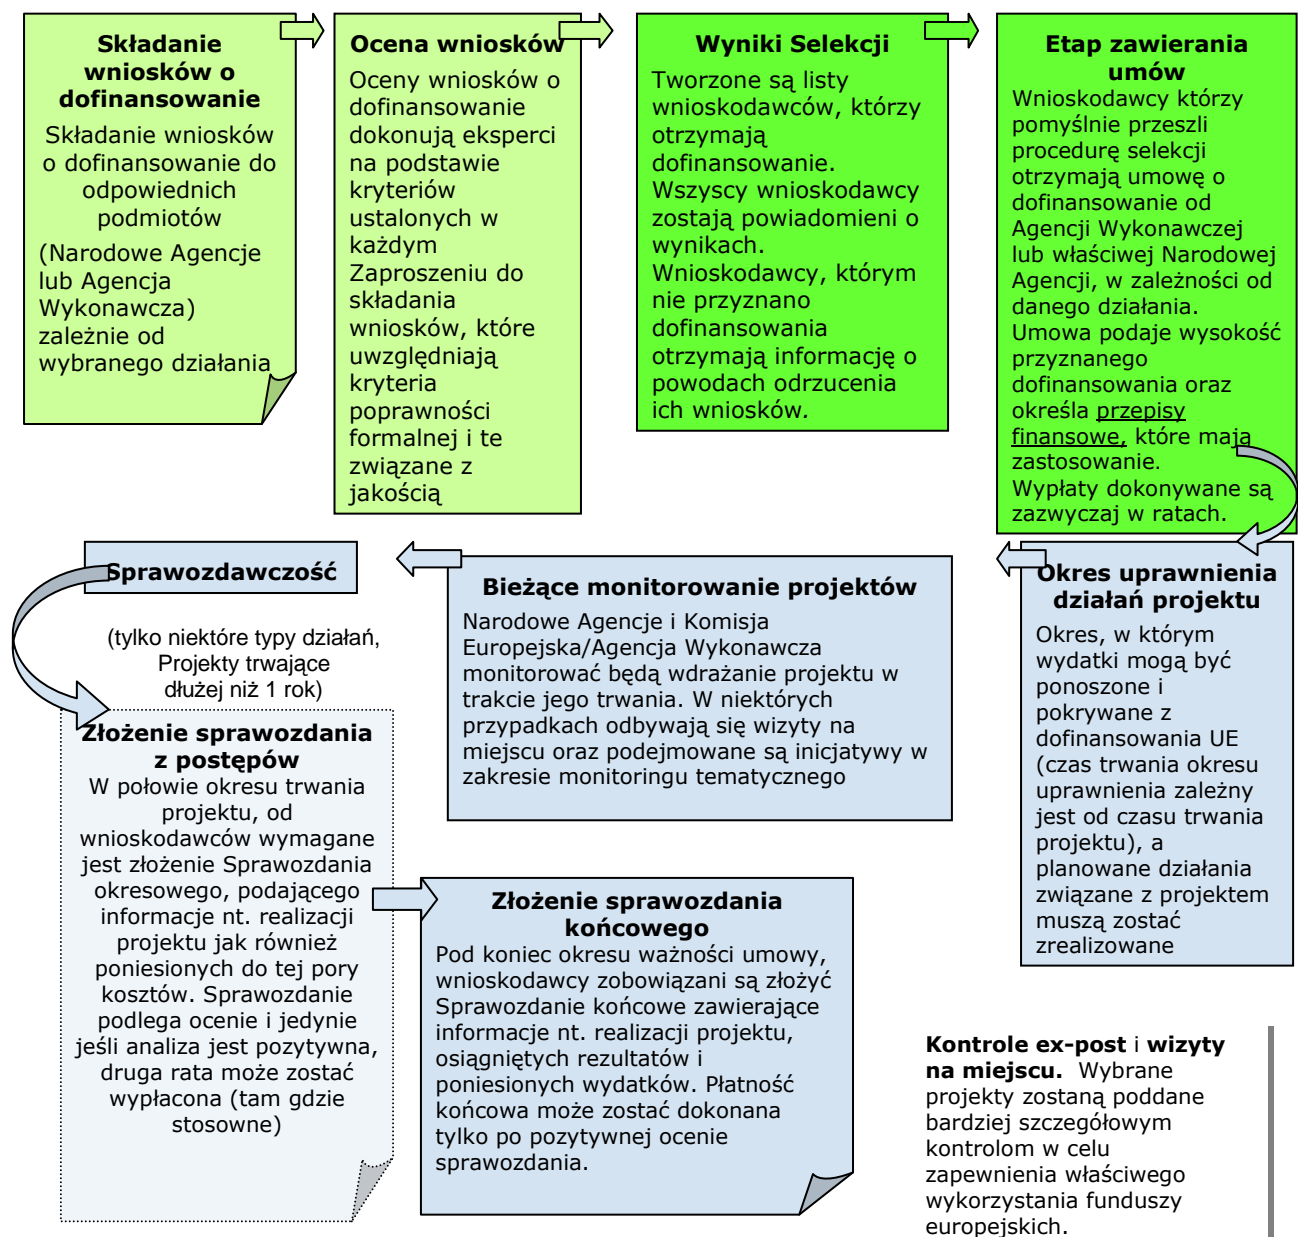 Składanie
wniosków o
dofinansowanie
Składanie wniosków
o dofinansowanie do
odpowiednich
podmiotów
(Narodowe Agencje
lub Agencja
Wykonawcza)
zależnie od
wybranego działania
Ocena wniosków
Oceny wniosków o
dofinansowanie
dokonują eksperci
na podstawie
kryteriów
ustalonych w
każdym
Zaproszeniu do
składania
wniosków, które
uwzględniają
kryteria
poprawności
formalnej i te
związane z
jakością
Wyniki Selekcji
Tworzone są listy
wnioskodawców, którzy
otrzymają
dofinansowanie.
Wszyscy wnioskodawcy
zostają powiadomieni o
wynikach.
Wnioskodawcy, którym
nie przyznano
dofinansowania
otrzymają informację o
powodach odrzucenia
ich wniosków.
Etap zawierania
umów
Wnioskodawcy którzy
pomyślnie przeszli
procedurę selekcji
otrzymają umowę o
dofinansowanie od
Agencji Wykonawczej
lub właściwej Narodowej
Agencji, w zależności od
danego działania.
Umowa podaje wysokość
przyznanego
dofinansowania oraz
określa przepisy
finansowe, które mają
zastosowanie.
Wypłaty dokonywane są
zazwyczaj w ratach.
Okres uprawnienia
działań projektu
Okres, w którym
wydatki mogą być
ponoszone i
pokrywane z
dofinansowania UE
(czas trwania okresu
uprawnienia zależny
jest od czasu trwania
projektu), a
planowane działania
związane z projektem
muszą zostać
zrealizowane
Bieżące monitorowanie projektów
Narodowe Agencje i Komisja
Europejska/Agencja Wykonawcza
monitorować będą wdrażanie projektu w
trakcie jego trwania. W niektórych
przypadkach odbywają się wizyty na
miejscu oraz podejmowane są inicjatywy w
zakresie monitoringu tematycznego
Sprawozdawczość
(tylko niektóre typy działań,
Projekty trwające
dłużej niż 1 rok)
Złożenie sprawozdania
z postępów
W połowie okresu trwania
projektu, od
wnioskodawców wymagane
jest złożenie Sprawozdania
okresowego, podającego
informacje nt. realizacji
projektu jak również
poniesionych do tej pory
kosztów. Sprawozdanie
podlega ocenie i jedynie
jeśli analiza jest pozytywna,
druga rata może zostać
wypłacona (tam gdzie
stosowne)
Złożenie sprawozdania
końcowego
Pod koniec okresu ważności umowy,
wnioskodawcy zobowiązani są złożyć
Sprawozdanie końcowe zawierające
informacje nt. realizacji projektu,
osiągniętych rezultatów i
poniesionych wydatków. Płatność
końcowa może zostać dokonana
tylko po pozytywnej ocenie
sprawozdania.
Kontrole ex-post i wizyty
na miejscu. Wybrane
projekty zostaną poddane
bardziej szczegółowym
kontrolom w celu
zapewnienia właściwego
wykorzystania funduszy
europejskich.